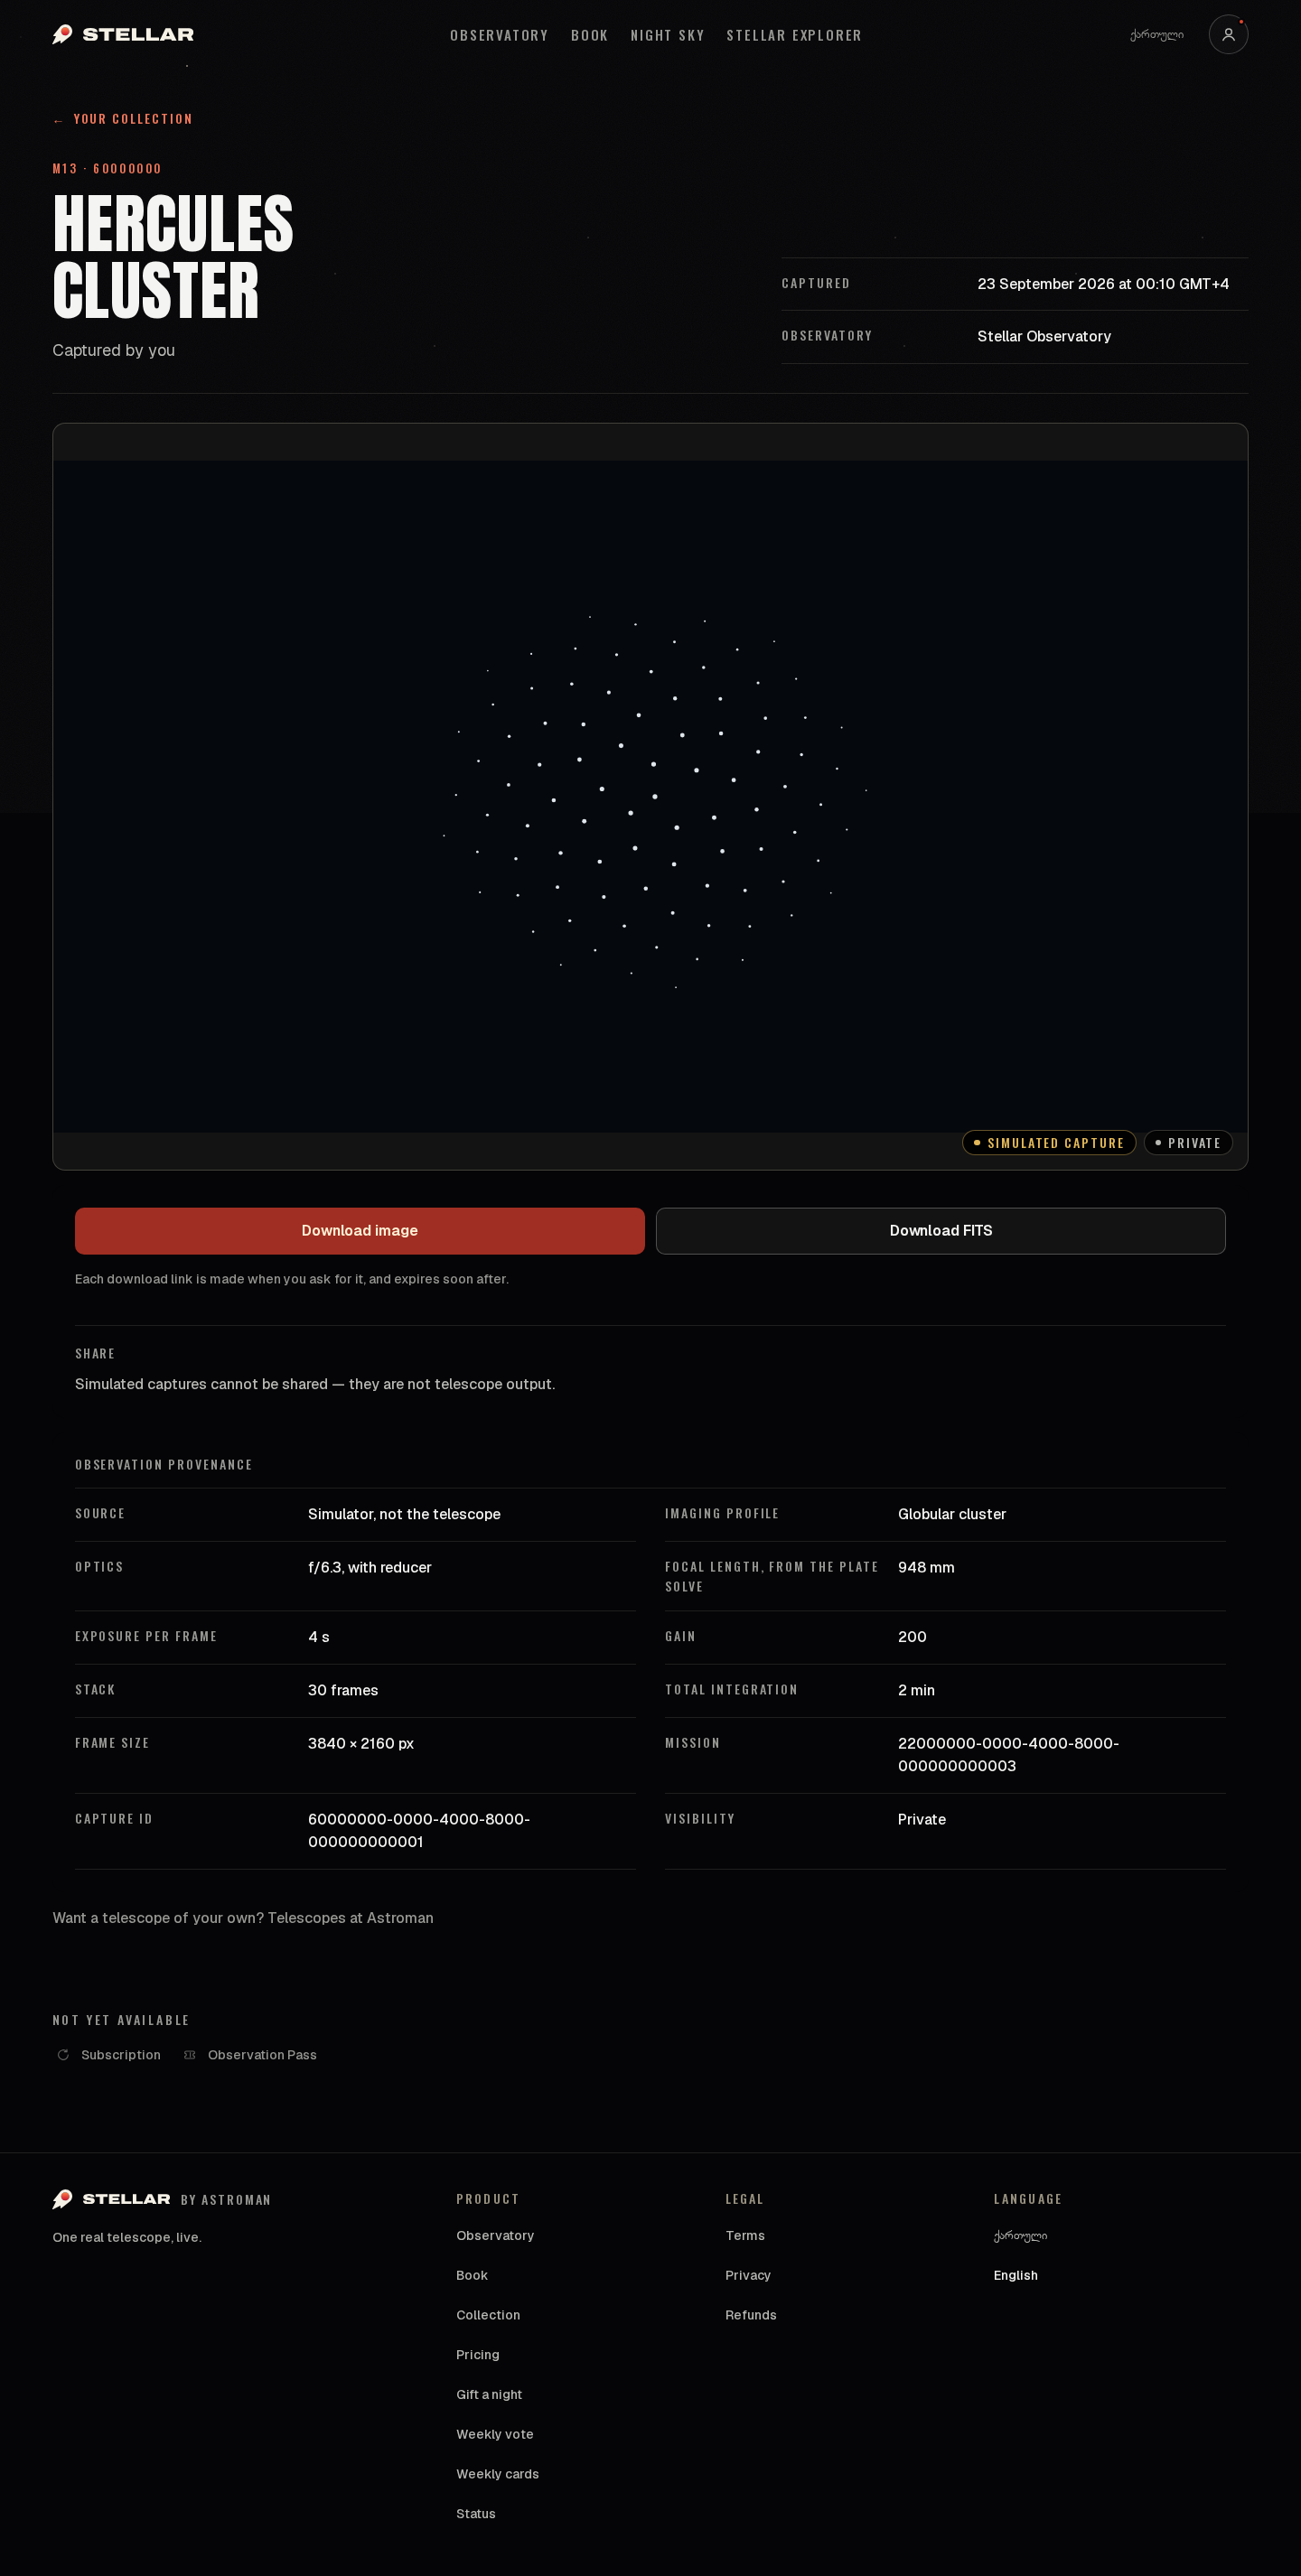 STELLAR
OBSERVATORY BOOK NIGHT SKY STELLAR EXPLORER
ქართული
← YOUR COLLECTION
M13 · 60000000
HERCULES
CLUSTER
Captured by you
CAPTURED 23 September 2026 at 00:10 GMT+4
OBSERVATORY Stellar Observatory
SIMULATED CAPTURE PRIVATE
Download image Download FITS
Each download link is made when you ask for it, and expires soon after.
SHARE
Simulated captures cannot be shared — they are not telescope output.
OBSERVATION PROVENANCE
SOURCE Simulator, not the telescope IMAGING PROFILE Globular cluster
OPTICS f/6.3, with reducer FOCAL LENGTH, FROM THE PLATE 948 mm
SOLVE
EXPOSURE PER FRAME 4 s GAIN 200
STACK 30 frames TOTAL INTEGRATION 2 min
FRAME SIZE 3840 × 2160 px MISSION 22000000-0000-4000-8000-
000000000003
CAPTURE ID 60000000-0000-4000-8000- VISIBILITY Private
000000000001
Want a telescope of your own? Telescopes at Astroman
NOT YET AVAILABLE
Subscription Observation Pass
STELLAR BY ASTROMAN PRODUCT LEGAL LANGUAGE
One real telescope, live. Observatory Terms ქართული
Book Privacy English
Collection Refunds
Pricing
Gift a night
Weekly vote
Weekly cards
Status